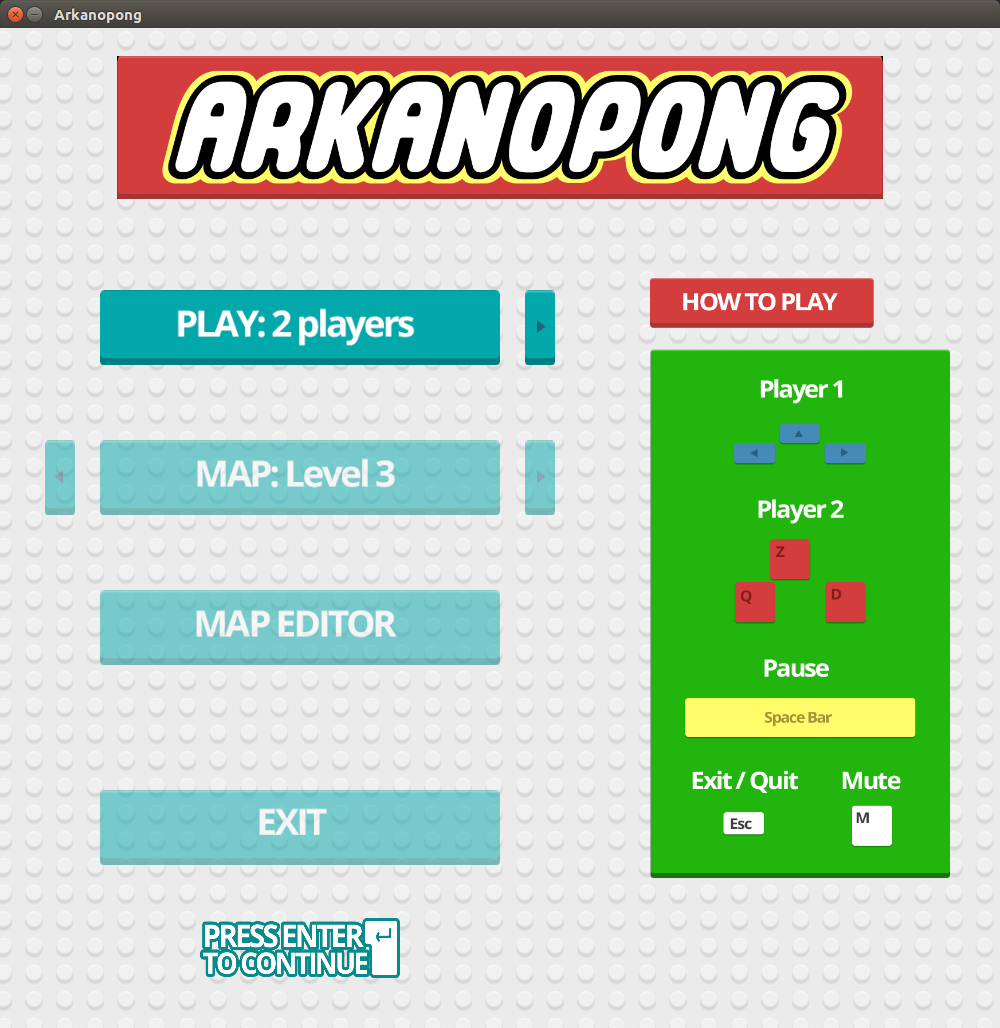 Arkanopong
ARKANOPONG
PLAY: 2 players
MAP: Level 3
MAP EDITOR
EXIT
PRESS ENTER
TO CONTINUE
HOW TO PLAY
Player 1
Player 2
Z
Q D
Pause
Space Bar
Exit / Quit Mute
Esc M